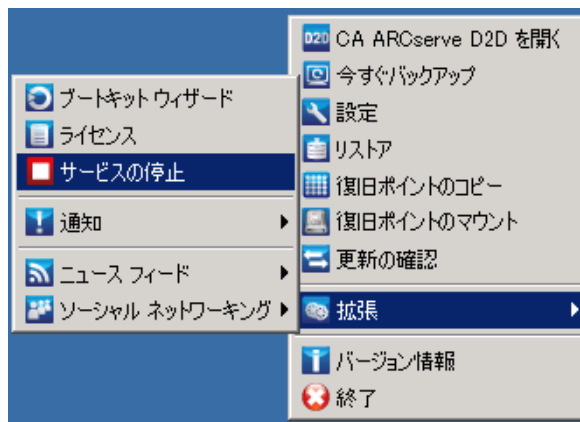 D2D CA ARCserve D2D を開く
今すぐバックアップ
設定
リストア
復旧ポイントのコピー
復旧ポイントのマウント
更新の確認
拡張
バージョン情報
終了
ブートキット ウィザード
ライセンス
サービスの停止
通知
ニュース フィード
ソーシャル ネットワーキング